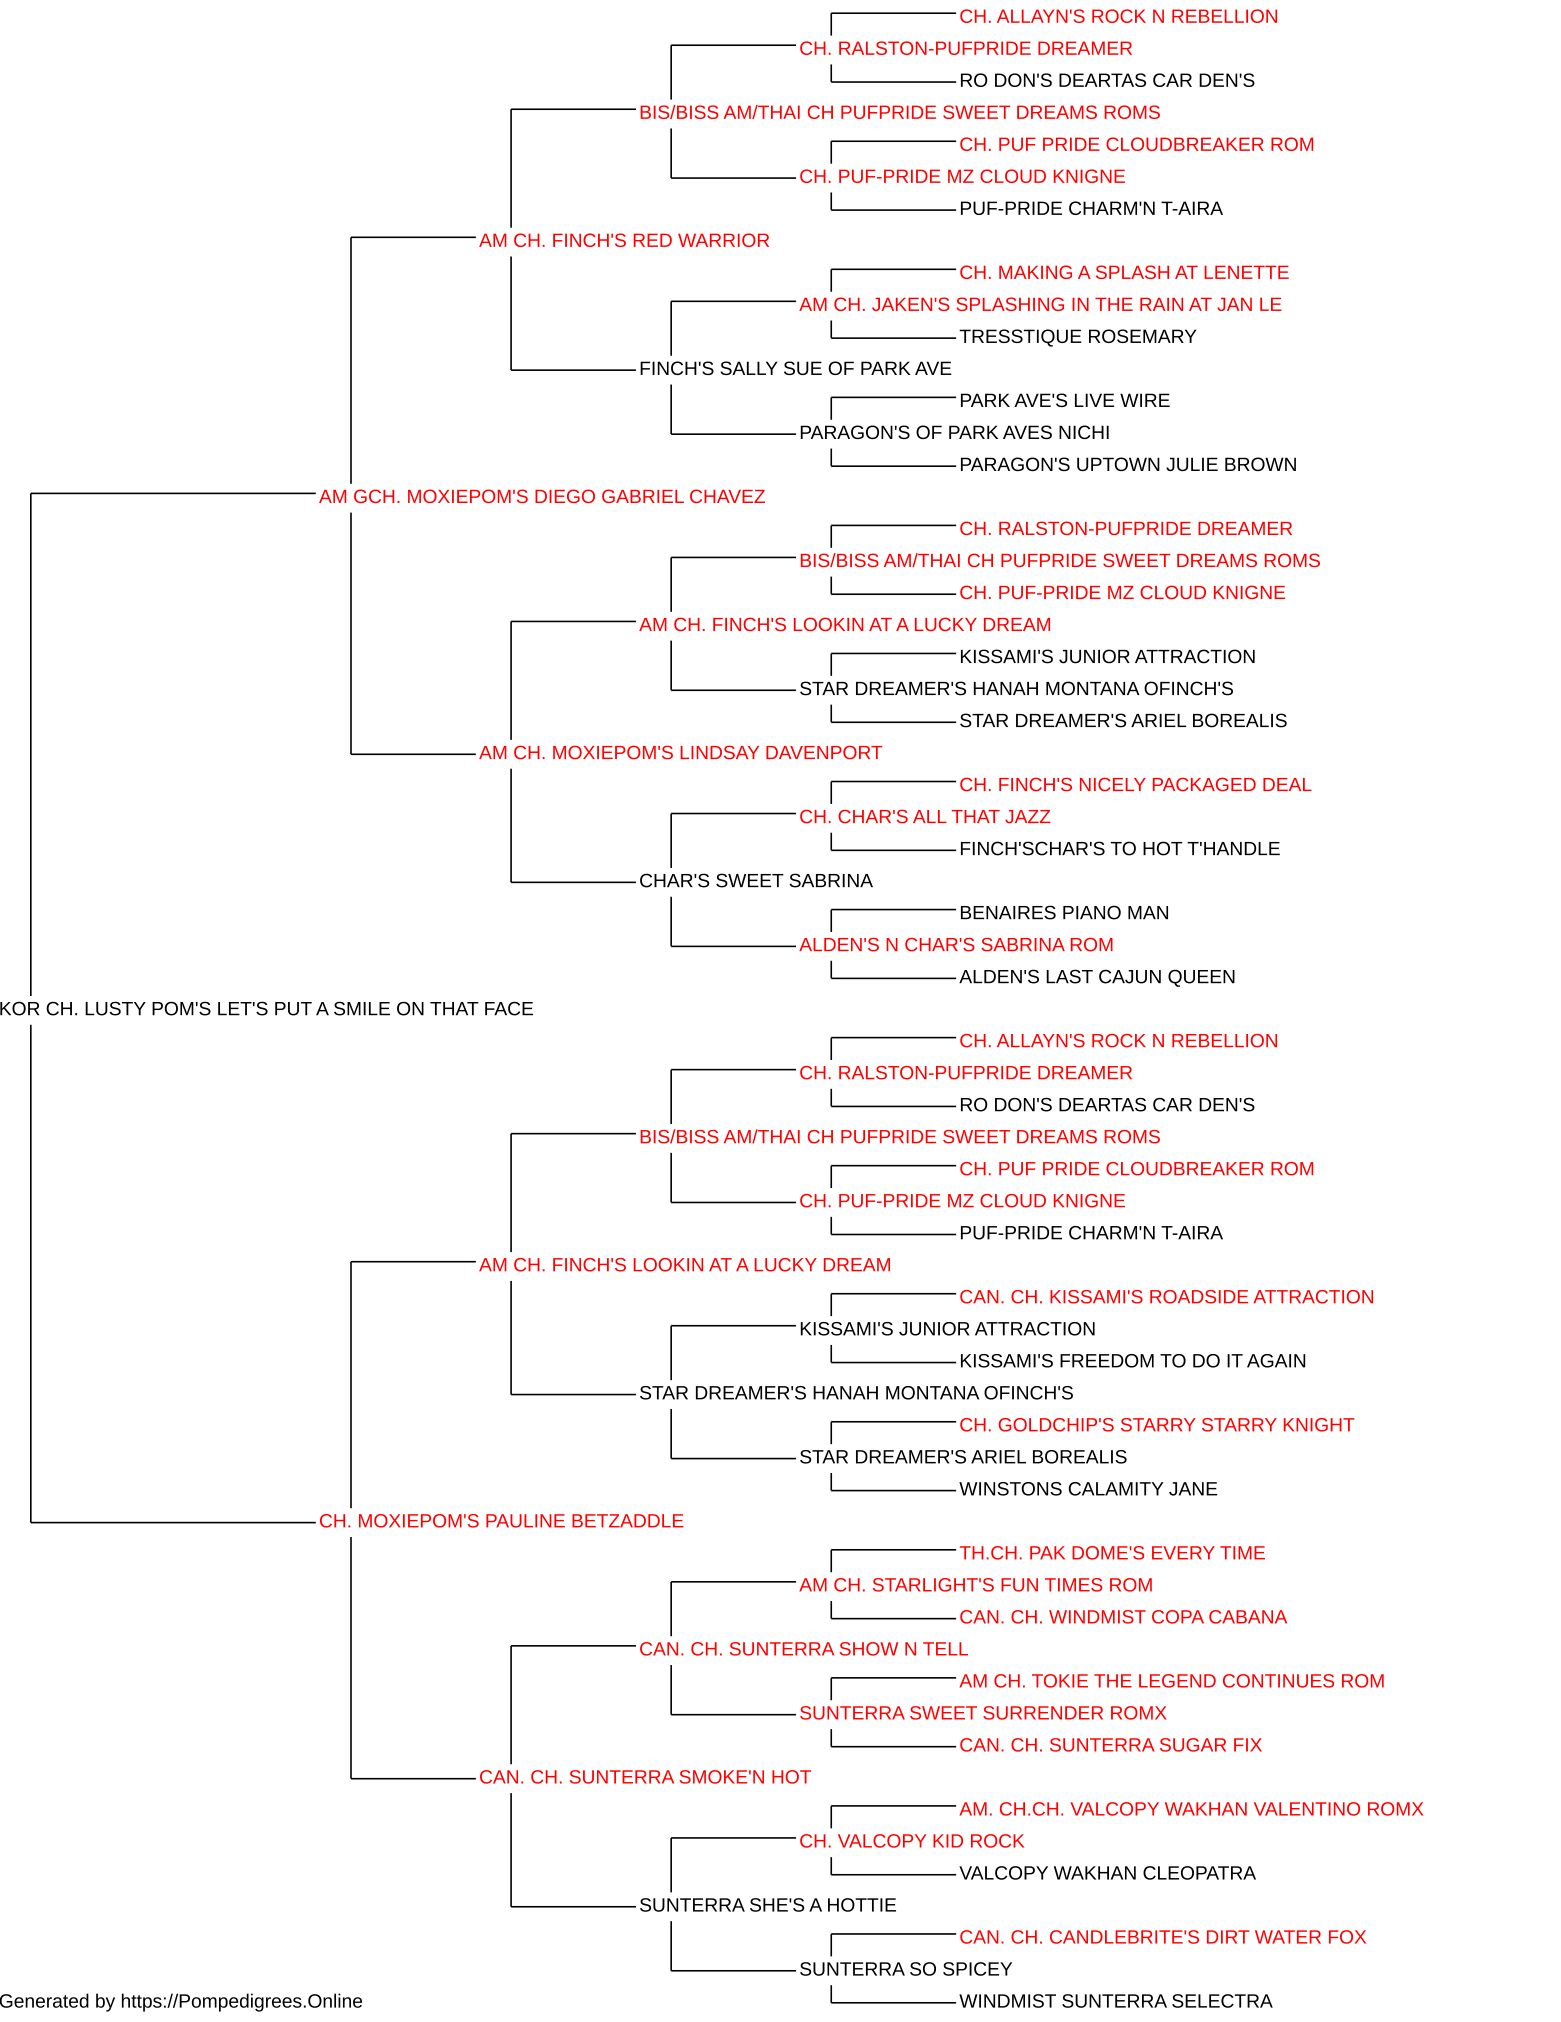 CH. ALLAYN'S ROCK N REBELLION
CH. RALSTON-PUFPRIDE DREAMER
RO DON'S DEARTAS CAR DEN'S
BIS/BISS AM/THAI CH PUFPRIDE SWEET DREAMS ROMS
CH. PUF PRIDE CLOUDBREAKER ROM
CH. PUF-PRIDE MZ CLOUD KNIGNE
PUF-PRIDE CHARM'N T-AIRA
AM CH. FINCH'S RED WARRIOR
CH. MAKING A SPLASH AT LENETTE
AM CH. JAKEN'S SPLASHING IN THE RAIN AT JAN LE
TRESSTIQUE ROSEMARY
FINCH'S SALLY SUE OF PARK AVE
PARK AVE'S LIVE WIRE
PARAGON'S OF PARK AVES NICHI
PARAGON'S UPTOWN JULIE BROWN
AM GCH. MOXIEPOM'S DIEGO GABRIEL CHAVEZ
CH. RALSTON-PUFPRIDE DREAMER
BIS/BISS AM/THAI CH PUFPRIDE SWEET DREAMS ROMS
CH. PUF-PRIDE MZ CLOUD KNIGNE
AM CH. FINCH'S LOOKIN AT A LUCKY DREAM
KISSAMI'S JUNIOR ATTRACTION
STAR DREAMER'S HANAH MONTANA OFINCH'S
STAR DREAMER'S ARIEL BOREALIS
AM CH. MOXIEPOM'S LINDSAY DAVENPORT
CH. FINCH'S NICELY PACKAGED DEAL
CH. CHAR'S ALL THAT JAZZ
FINCH'SCHAR'S TO HOT T'HANDLE
CHAR'S SWEET SABRINA
BENAIRES PIANO MAN
ALDEN'S N CHAR'S SABRINA ROM
ALDEN'S LAST CAJUN QUEEN
KOR CH. LUSTY POM'S LET'S PUT A SMILE ON THAT FACE
CH. ALLAYN'S ROCK N REBELLION
CH. RALSTON-PUFPRIDE DREAMER
RO DON'S DEARTAS CAR DEN'S
BIS/BISS AM/THAI CH PUFPRIDE SWEET DREAMS ROMS
CH. PUF PRIDE CLOUDBREAKER ROM
CH. PUF-PRIDE MZ CLOUD KNIGNE
PUF-PRIDE CHARM'N T-AIRA
AM CH. FINCH'S LOOKIN AT A LUCKY DREAM
CAN. CH. KISSAMI'S ROADSIDE ATTRACTION
KISSAMI'S JUNIOR ATTRACTION
KISSAMI'S FREEDOM TO DO IT AGAIN
STAR DREAMER'S HANAH MONTANA OFINCH'S
CH. GOLDCHIP'S STARRY STARRY KNIGHT
STAR DREAMER'S ARIEL BOREALIS
WINSTONS CALAMITY JANE
CH. MOXIEPOM'S PAULINE BETZADDLE
TH.CH. PAK DOME'S EVERY TIME
AM CH. STARLIGHT'S FUN TIMES ROM
CAN. CH. WINDMIST COPA CABANA
CAN. CH. SUNTERRA SHOW N TELL
AM CH. TOKIE THE LEGEND CONTINUES ROM
SUNTERRA SWEET SURRENDER ROMX
CAN. CH. SUNTERRA SUGAR FIX
CAN. CH. SUNTERRA SMOKE'N HOT
AM. CH.CH. VALCOPY WAKHAN VALENTINO ROMX
CH. VALCOPY KID ROCK
VALCOPY WAKHAN CLEOPATRA
SUNTERRA SHE'S A HOTTIE
CAN. CH. CANDLEBRITE'S DIRT WATER FOX
SUNTERRA SO SPICEY
WINDMIST SUNTERRA SELECTRA
Generated by https://Pompedigrees.Online